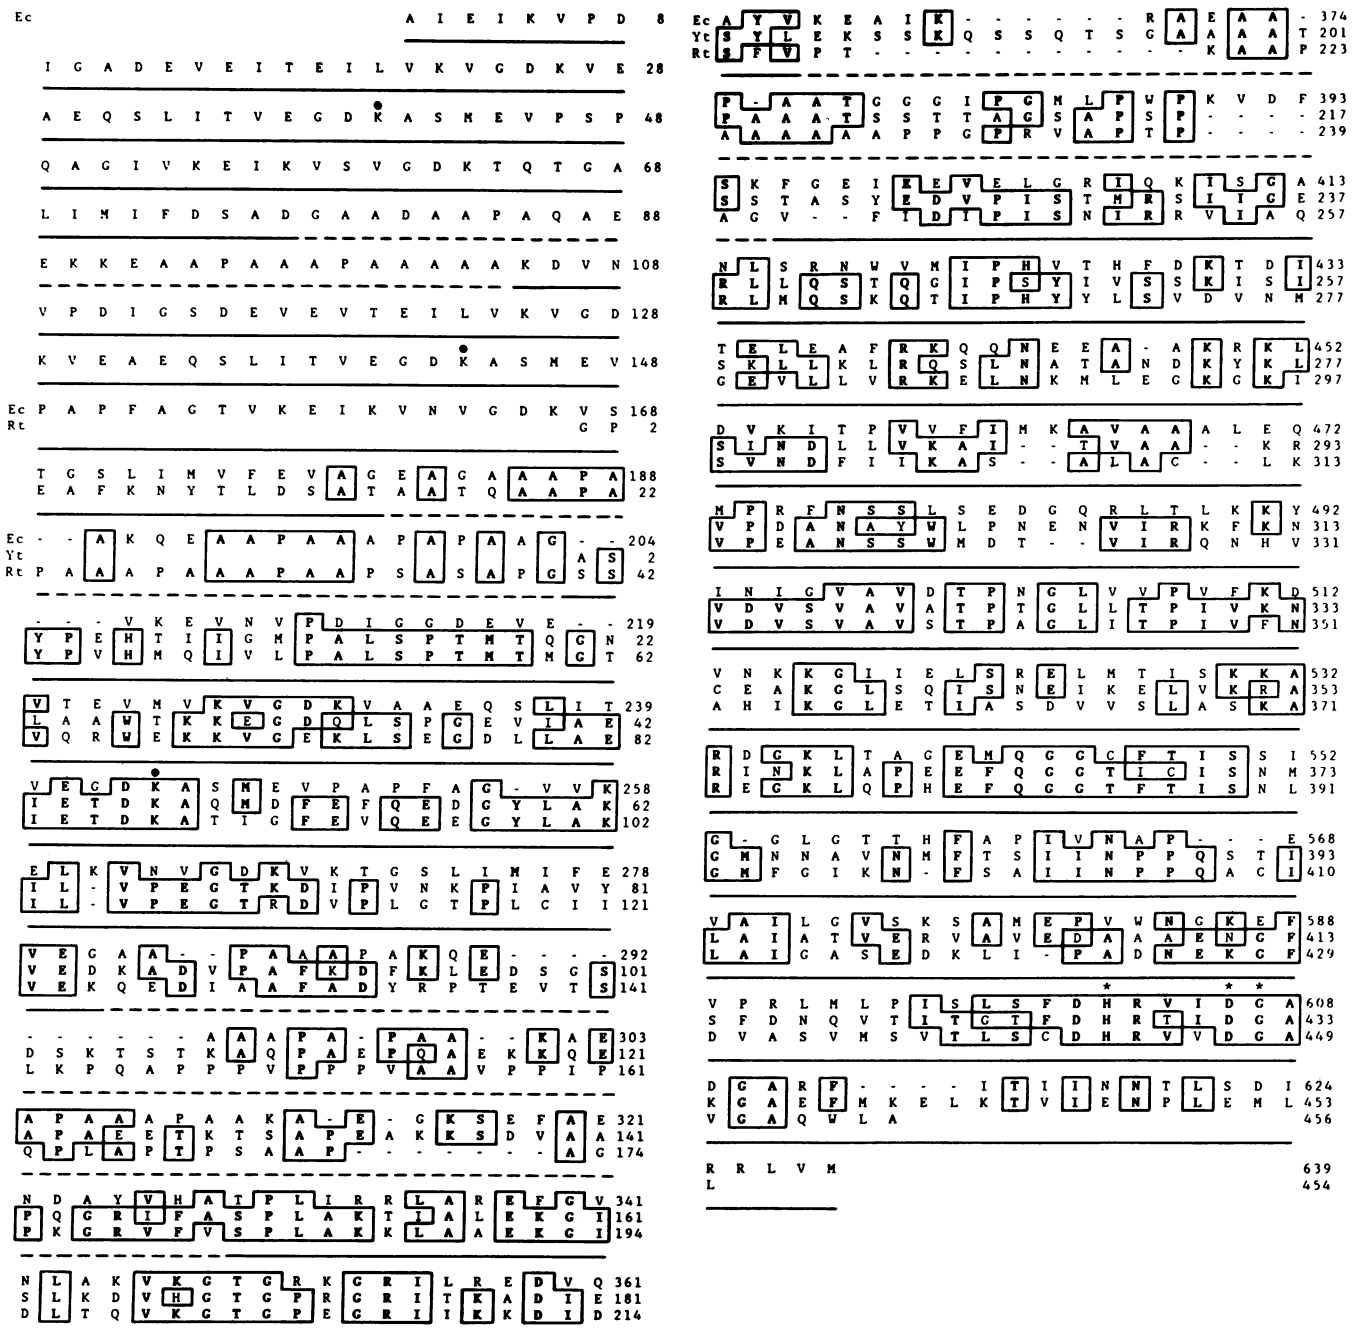 Ec A I E I K V P D 8
I G A D E V E I T E I L V K V G D K V E 28
A E Q S L I T V E G D K A S M E V P S P 48
Q A G I V K E I K V S V G D K T Q T G A 68
L I M I F D S A D G A A D A A P A Q A E 88
E K K E A A P A A A P A A A A A K D V N 108
V P D I G S D E V E V T E I L V K V G D 128
K V E A E Q S L I T V E G D K A S M E V 148
Ec P A P F A G T V K E I K V N V G D K V S 168
Rt G P 2
T G S L I M V F E V A G E A G A A A P A 188
E A F K N Y T L D S A T A A T Q A A P A 22
Ec - - A K Q E A A P A A A P A P A A G - - 204
Yt A S 2
Rt P A A A P A A A P A A P S A S A P G S S 42
- - - V K E V N V P D I G G D E V E - - 219
Y P E H T I I G M P A L S P T M T Q G N 22
Y P V H M Q I V L P A L S P T M T M G T 62
V T E V M V K V G D K V A A E Q S L I T 239
L A A W T K K E G D Q L S P G E V I A E 42
V Q R W E K K V G E K L S E G D L L A E 82
V E G D K A S M E V P A P F A G - V V K 258
I E T D K A Q M D F E F Q E D G Y L A K 62
I E T D K A T I G F E V Q E E G Y L A K 102
E L K V N V G D K V K T G S L I M I F E 278
I L - V P E G T K D I P V N K P I A V Y 81
I L - V P E G T R D V P L G T P L C I I 121
V E G A A - - P A A A P A K Q E - - - - 292
V E D K A D V P A F K D F K L E D S G S 101
V E K Q E D I A A F A D Y R P T E V T S 141
- - - - - - A A A P A - P A A - - K A E 303
D S K T S T K A Q P A E P Q A E K K Q E 121
L K P Q A P P P V P P P V A A V P P I P 161
A P A A A P A A K A - E - G K S E F A E 321
A P A E E T K T S A P E A K K S D V A A 141
Q P L A P T P S A A P - - - - - - - A G 174
N D A Y V H A T P L I R R L A R E F G V 341
P Q G R I F A S P L A K T I A L E K G I 161
P K G R V F V S P L A K K L A A E K G I 194
N L A K V K G T G R K G R I L R E D V Q 361
S L K D V H G T G P R G R I T K A D I E 181
D L T Q V K G T G P E G R I I K K D I D 214
Ec A Y V K E A I K - - - - - - R A E A A - 374
Yt S Y L E K S S K Q S S Q T S G A A A A T 201
Rt S F V P T - - - - - - - - - - - K A A P 223
P - A A T G G G I P G M L P W P K V D F 393
P A A A T S S T T A G S A P S P - - - - 217
A A A A A A P P G P R V A P T P - - - - 239
S K F G E I E E V E L G R I Q K I S G A 413
S S T A S Y E D V P I S T M R S I I G E 237
A G V - - F I D I P I S N I R R V I A Q 257
N L S R N W V M I P H V T H F D K T D I 433
R L L Q S T Q G I P S Y I V S S K I S I 257
R L M Q S K Q T I P H Y Y L S V D V N M 277
T E L E A F R K Q Q N E E A - A K R K L 452
S K L L K L R Q S L N A T A N D K Y K L 277
G E V L L V R K E L N K M L E G K G K I 297
D V K I T P V V F I M K A V A A A L E Q 472
S I N D L L V K A I - - T V A A - - K R 293
S V N D F I I K A S - - A L A C - - L K 313
M P R F N S S L S E D G Q R L T L K K Y 492
V P D A N A Y W L P N E N V I R K F K N 313
V P E A N S S W M D T - - V I R Q N H V 331
I N I G V A V D T P N G L V V P V F K D 512
V D V S V A V A T P T G L L T P I V K N 333
V D V S V A V S T P A G L I T P I V F N 351
V N K K G I I E L S R E L M T I S K K A 532
C E A K G L S Q I S N E I K E L V K R A 353
A H I K G L E T I A S D V V S L A S K A 371
R D G K L T A G E M Q G G C F T I S S I 552
R I N K L A P E E F Q G G T I C I S N M 373
R E G K L Q P H E F Q G G T F T I S N L 391
G - G L G T T H F A P I V N A P - - - E 568
G M N N A V N M F T S I I N P P Q S T I 393
G M F G I K N - F S A I I N P P Q A C I 410
V A I L G V S K S A M E P V W N G K E F 588
L A I A T V E R V A V E D A A A E N G F 413
L A I G A S E D K L I - P A D N E K G F 429
* * *
V P R L M L P I S L S F D H R V I D G A 608
S F D N Q V T I T G T F D H R T I D G A 433
D V A S V M S V T L S C D H R V V D G A 449
D G A R F - - - - I T I I N N T L S D I 624
K G A E F M K E L K T V I E N P L E M L 453
V G A Q W L A 456
R R L V M 639
L 454